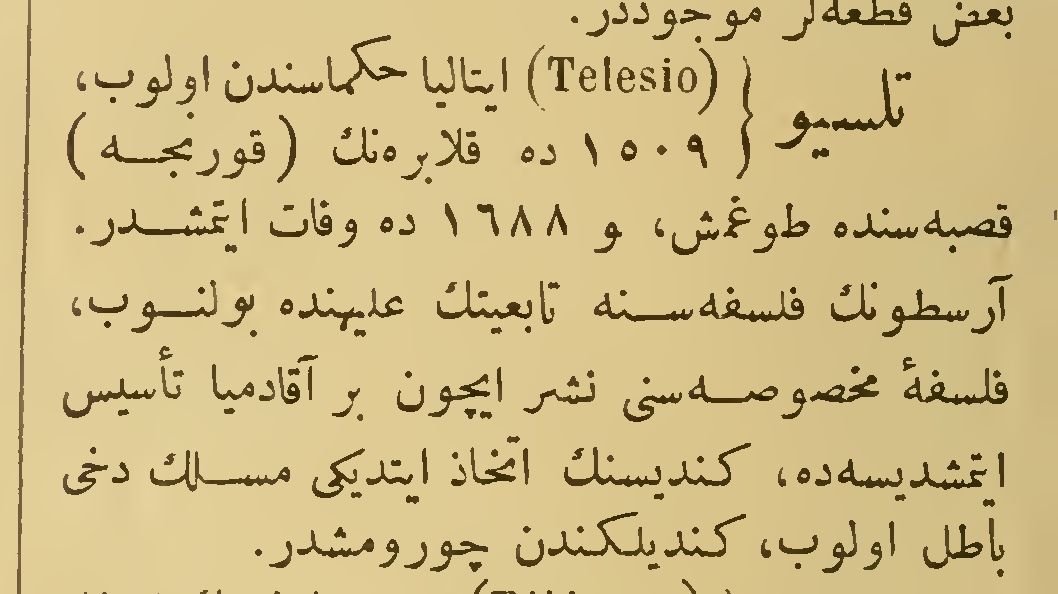 بعض قطعه‌لر موجوددر.
تلسیو } (Telesio) ایتالیا حکماسندن اولوب،
۱۵۰۹ ده قلابره‌نك (قورنجه)
قصبه‌سنده طوغمش، و ۱٦۸۸ ده وفات ایتمشدر.
آرسطونك فلسفه‌سنه تابعیتك علیهنده بولنوب،
فلسفهٔ مخصوصه‌سنی نشر ایچون بر آقادمیا تأسیس
ایتمشدیسه‌ده، کندیسنك اتخاذ ایتدیکی مسلك دخی
باطل اولوب، کندیلکندن چورومشدر.